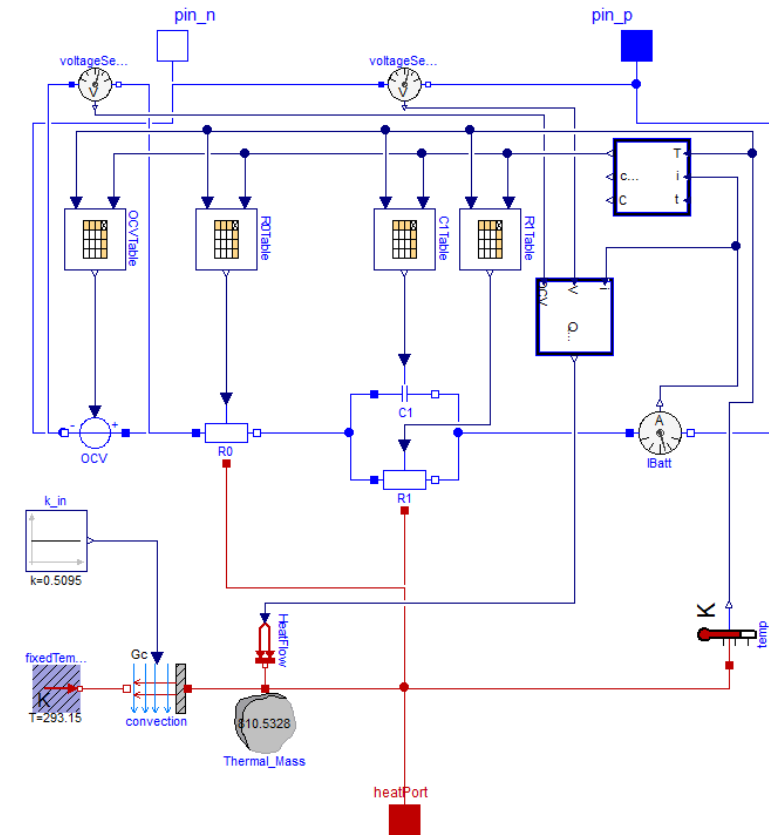 pin_n
pin_p
voltageSe...
voltageSe...
V
V
T
c...
i
C
t
OCVTable
R0Table
C1Table
R1Table
OCV
V
i
Q...
C1
A
-
+
OCV
R0
R1
IBatt
k_in
k=0.5095
HeatFlow
K
temp
fixedTem...
Gc
K
T=293.15
convection
810.5328
Thermal_Mass
heatPort